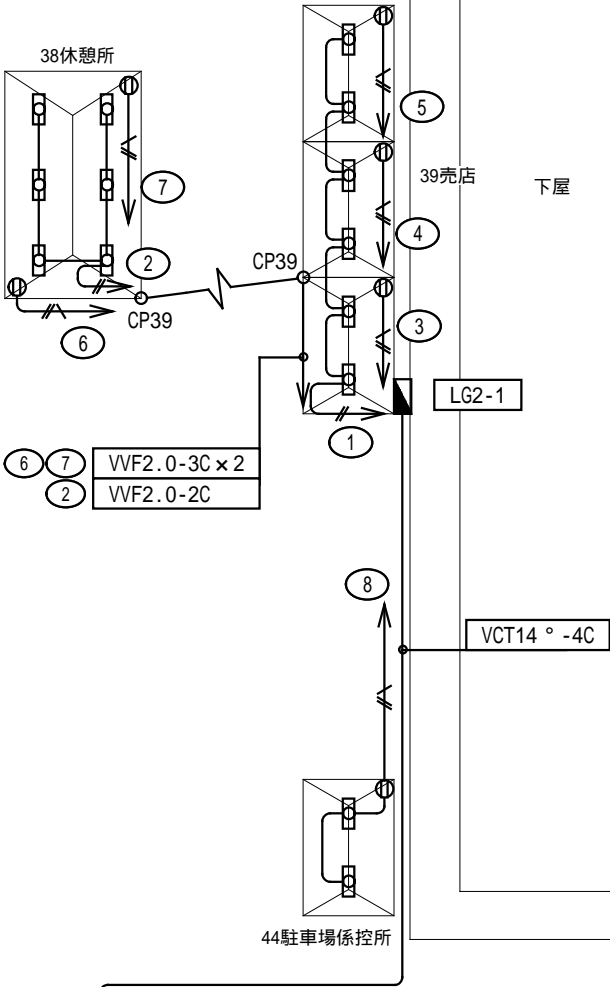 38休憩所
⑤
39売店
下屋
⑦
④
②
CP39
CP39
③
⑥
LG2-1
①
⑥ ⑦ VVF2.0-3C×2
② VVF2.0-2C
⑧
VCT14 ° -4C
44駐車場係控所